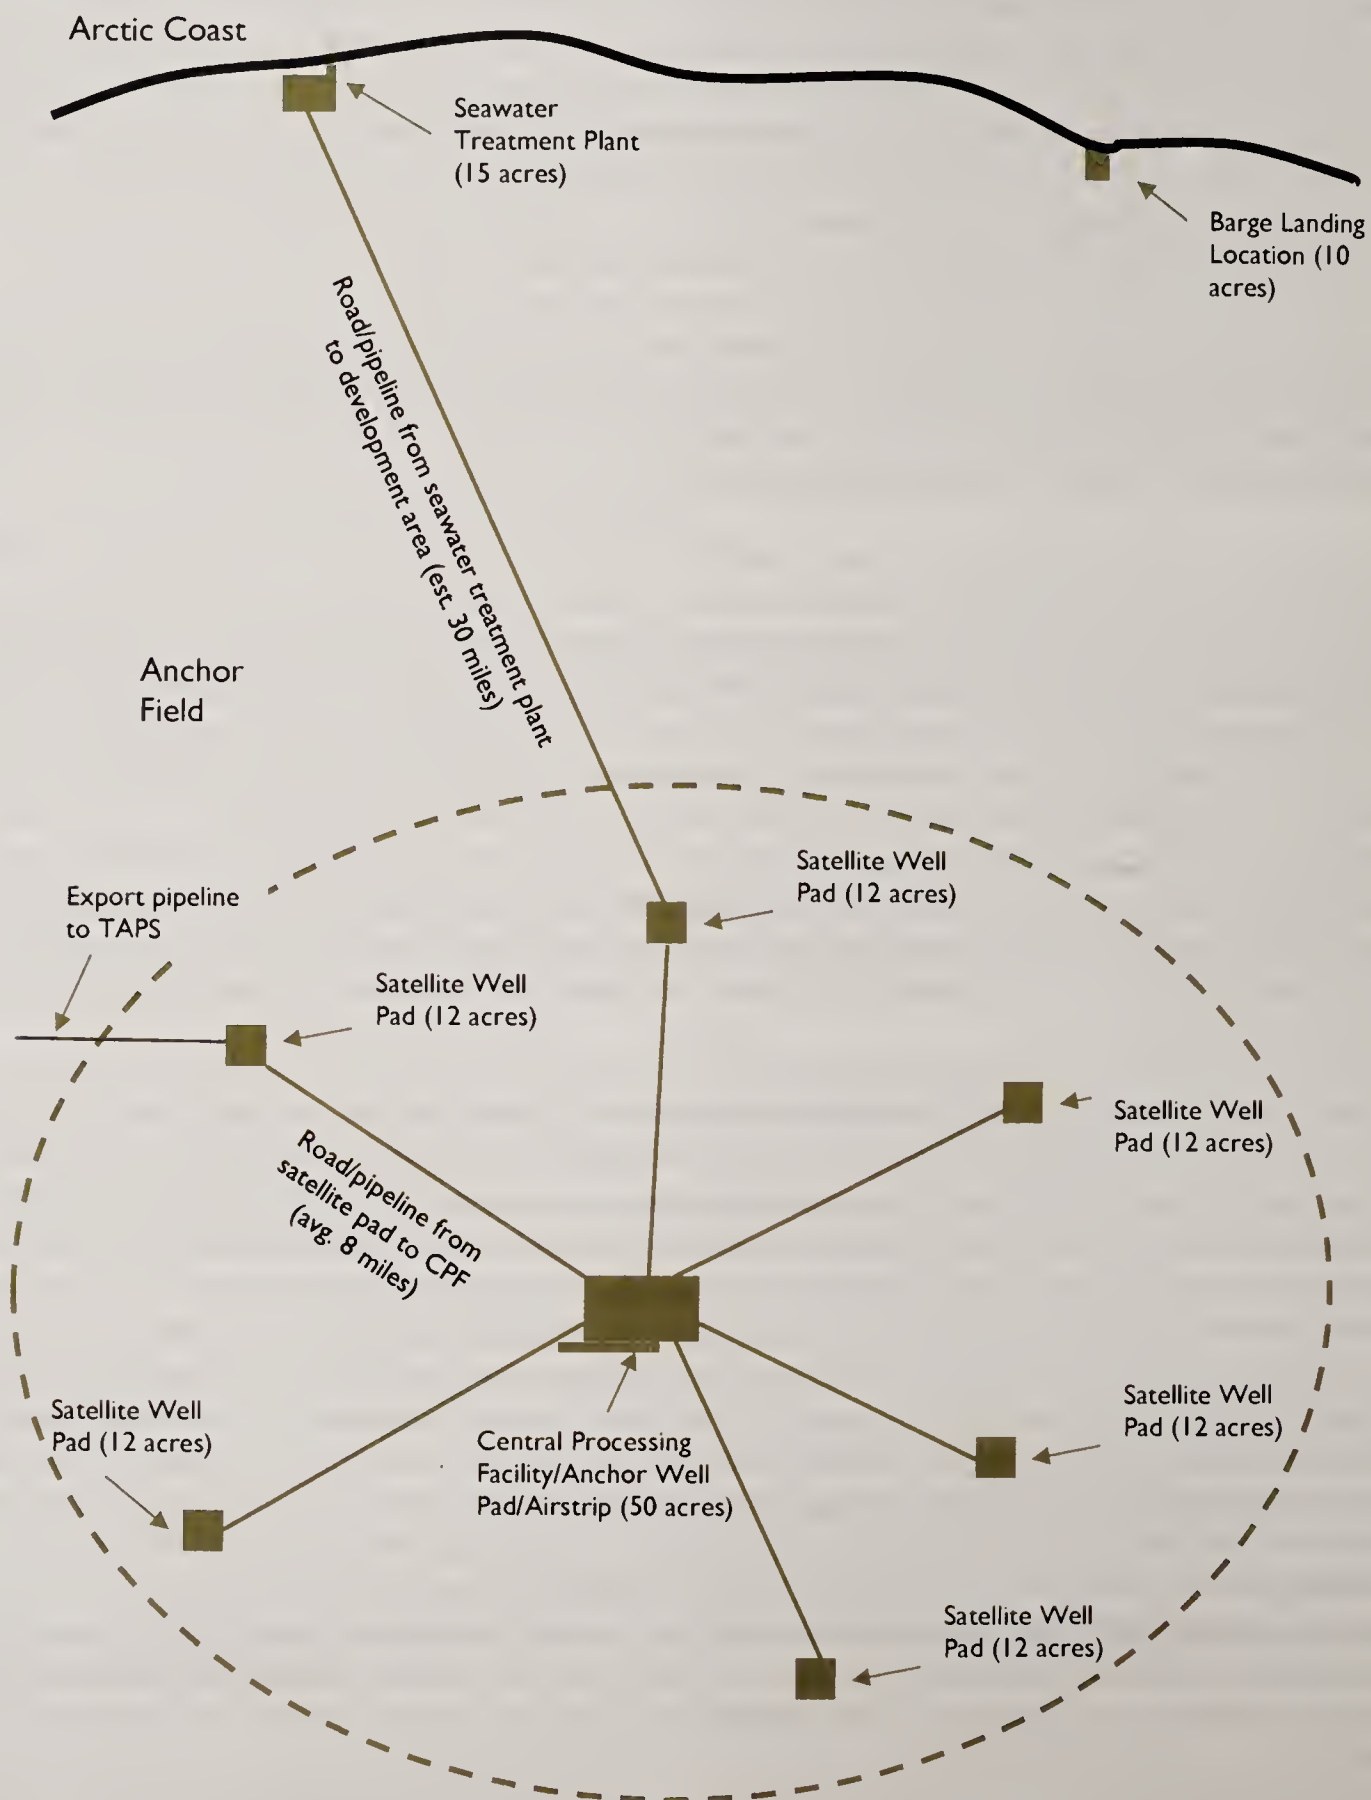 Arctic Coast
Seawater
Treatment Plant
(15 acres)
Barge Landing
Location (10
acres)
Road/pipeline from seawater treatment plant
to development area (est. 30 miles)
Anchor
Field
Satellite Well
Pad (12 acres)
Export pipeline
to TAPS
Satellite Well
Pad (12 acres)
Satellite Well
Pad (12 acres)
Road/pipeline from
satellite pad to CPF
(avg. 8 miles)
Satellite Well
Pad (12 acres)
Satellite Well
Pad (12 acres)
Central Processing
Facility/Anchor Well
Pad/Airstrip (50 acres)
Satellite Well
Pad (12 acres)